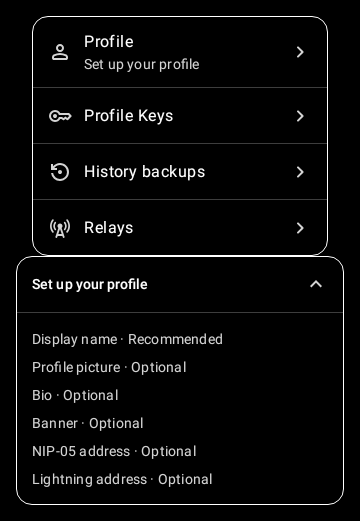 Profile
Set up your profile
Profile Keys
History backups
Relays
Set up your profile
Display name · Recommended
Profile picture · Optional
Bio · Optional
Banner · Optional
NIP-05 address · Optional
Lightning address · Optional